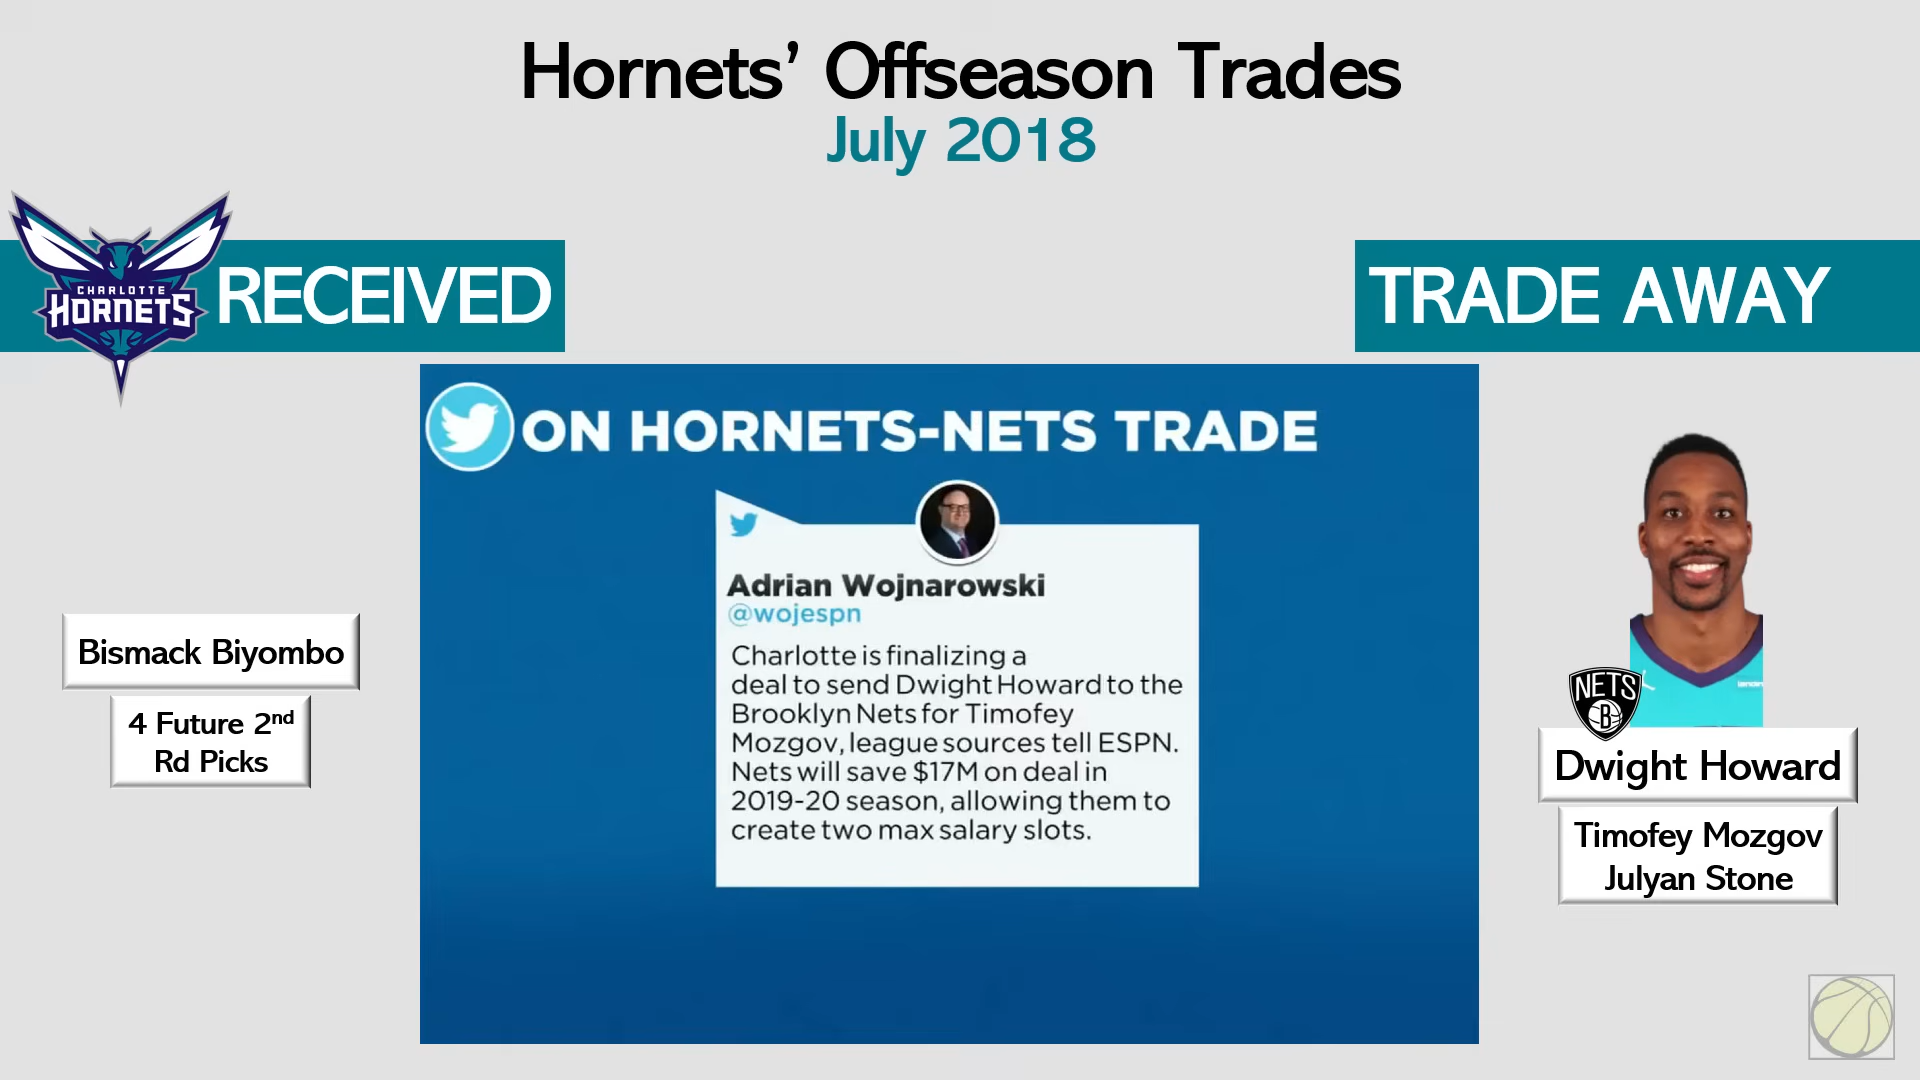 Hornets’ Offseason Trades
July 2018
CHARLOTTE
HORNETS
RECEIVED
TRADE AWAY
ON HORNETS-NETS TRADE
Adrian Wojnarowski
@wojespn
Charlotte is finalizing a
deal to send Dwight Howard to the
Brooklyn Nets for Timofey
Mozgov, league sources tell ESPN.
Nets will save $17M on deal in
2019-20 season, allowing them to
create two max salary slots.
Bismack Biyombo
4 Future 2nd
Rd Picks
NETS
B
Dwight Howard
Timofey Mozgov
Julyan Stone